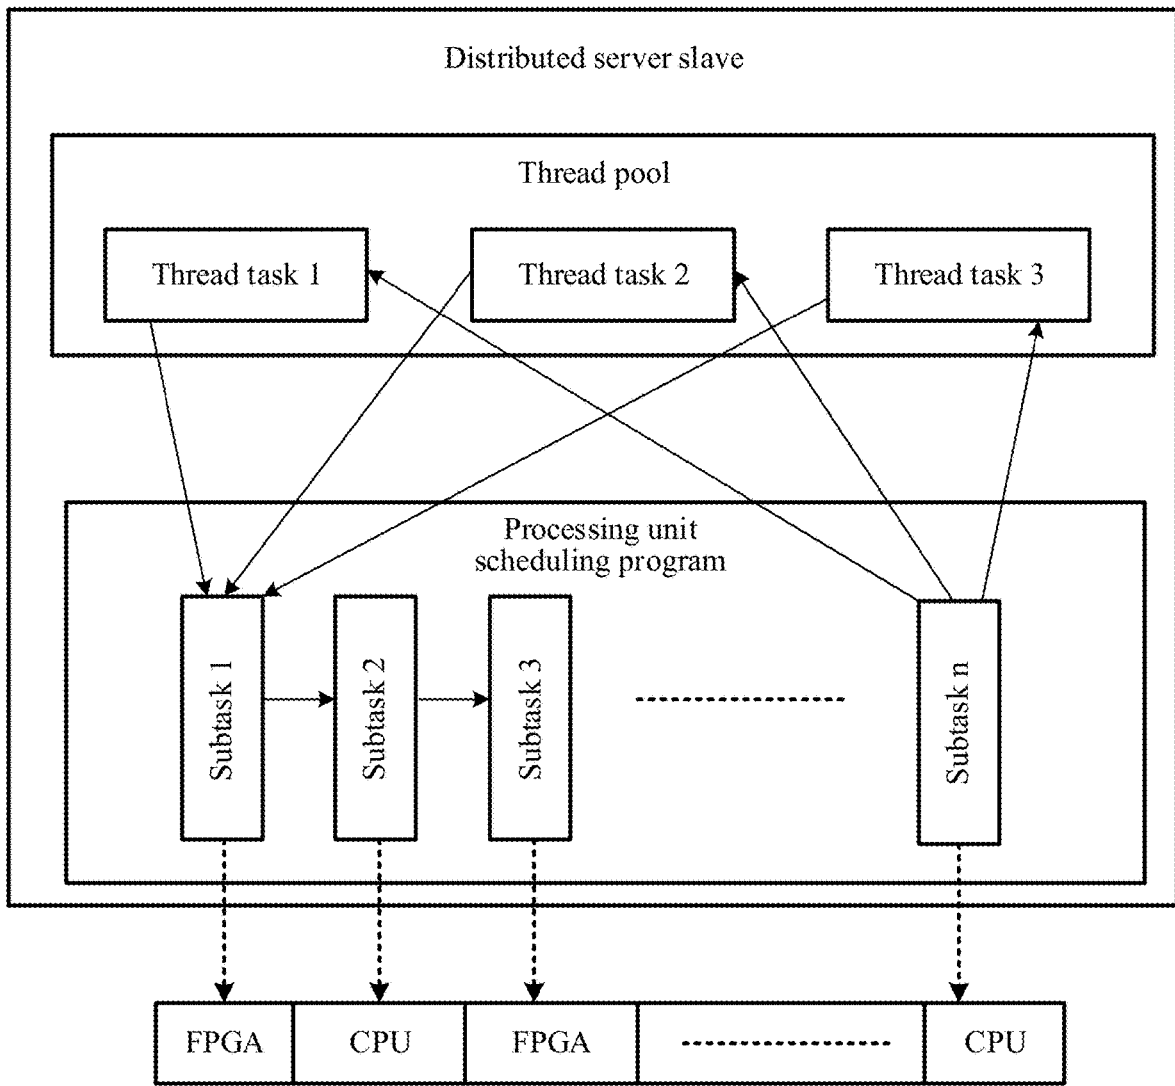 Distributed server slave
Thread pool
Thread task 1
Thread task 2
Thread task 3
Processing unit
scheduling program
Subtask 1
Subtask 2
Subtask 3
Subtask n
FPGA
CPU
FPGA
CPU